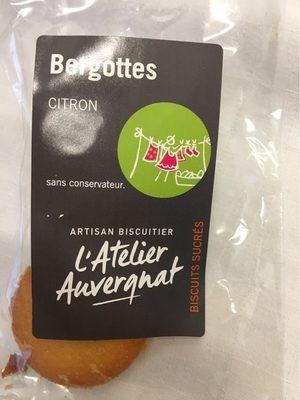 Bergottes
CITRON
sans conservateur.
ARTISAN BISCUITIER
L'Atelier
Auvergnat
BISCUITS SUCRÉS